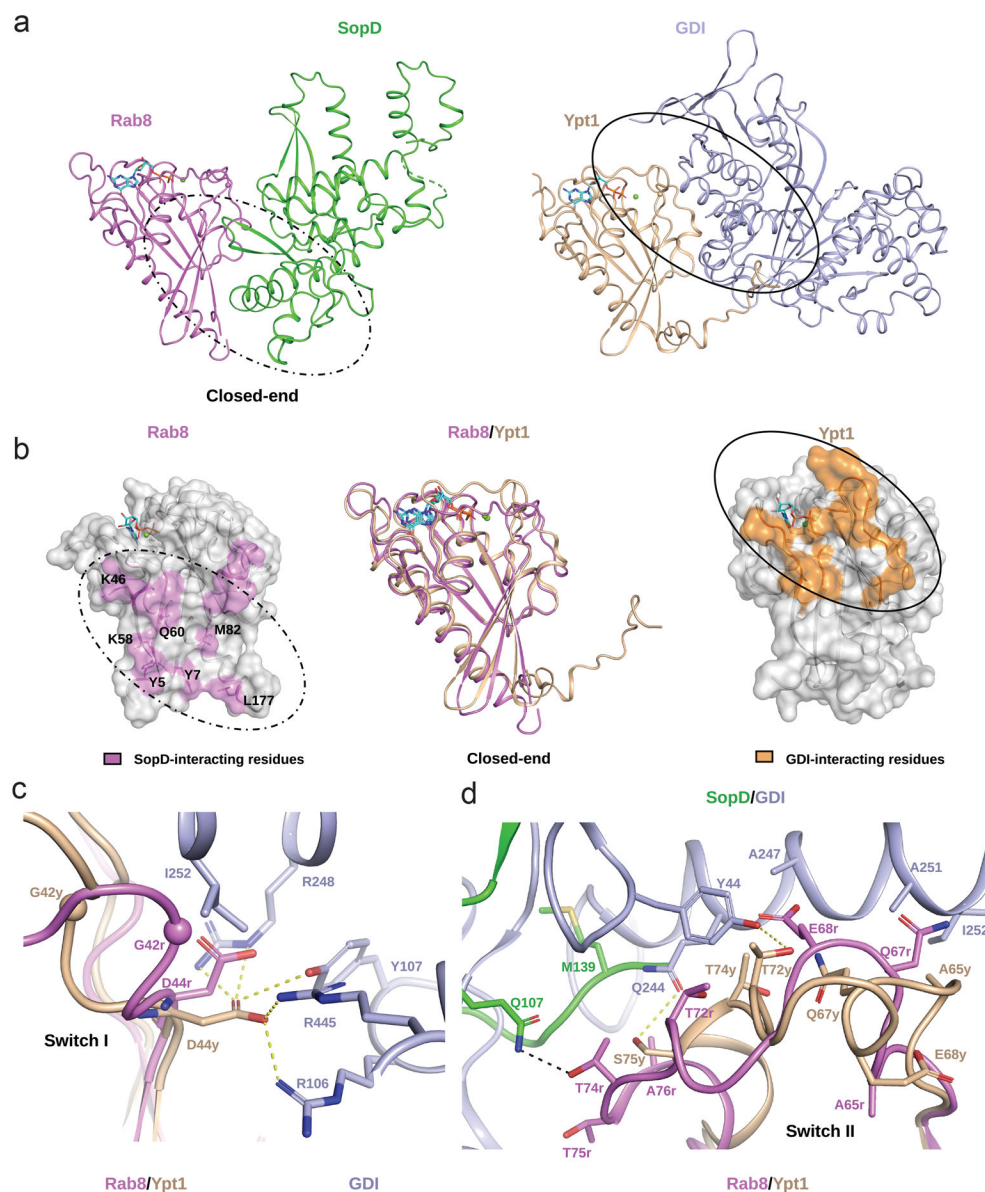 a
SopD
GDI
Rab8
Ypt1
Closed-end
b
Rab8
Rab8/Ypt1
Ypt1
K46
K58
Q60
M82
Y5
Y7
L177
SopD-interacting residues
Closed-end
GDI-interacting residues
c
d
SopD/GDI
I252
R248
G42y
G42r
D44r
Y107
R445
Switch I
D44y
R106
A247
Y44
A251
E68r
I252
M139
Q67r
T74y
T72y
A65y
Q244
Q107
T72r
Q67y
S75y
E68y
T74r
A76r
A65r
Switch II
T75r
Rab8/Ypt1
GDI
Rab8/Ypt1